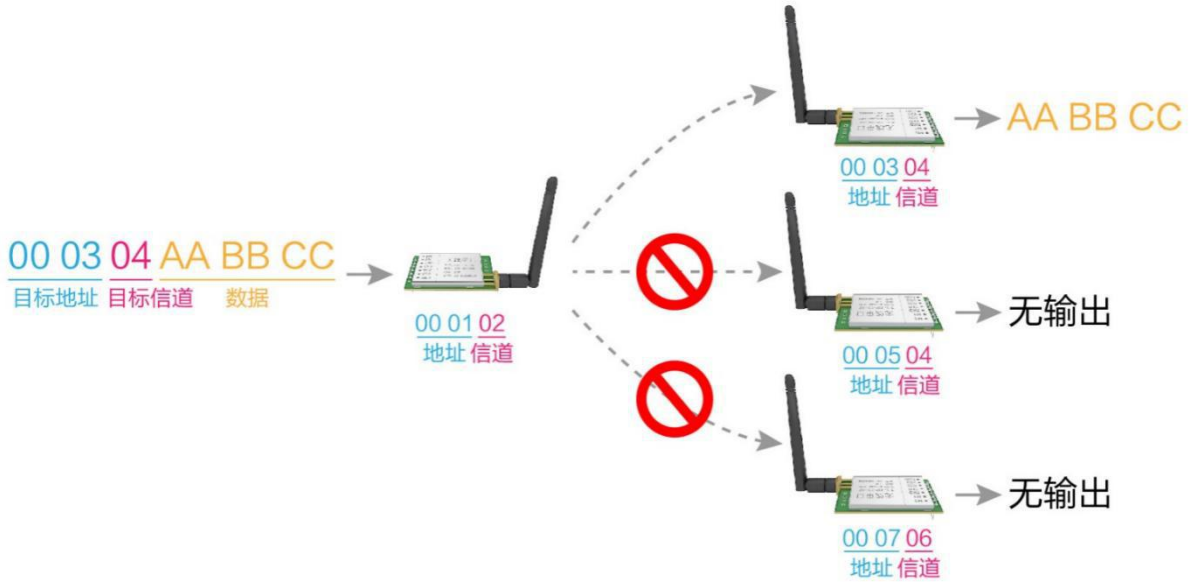 00 03 04 AA BB CC
目标地址 目标信道 数据
00 01 02
地址 信道
AA BB CC
00 03 04
地址 信道
无输出
00 05 04
地址 信道
无输出
00 07 06
地址 信道